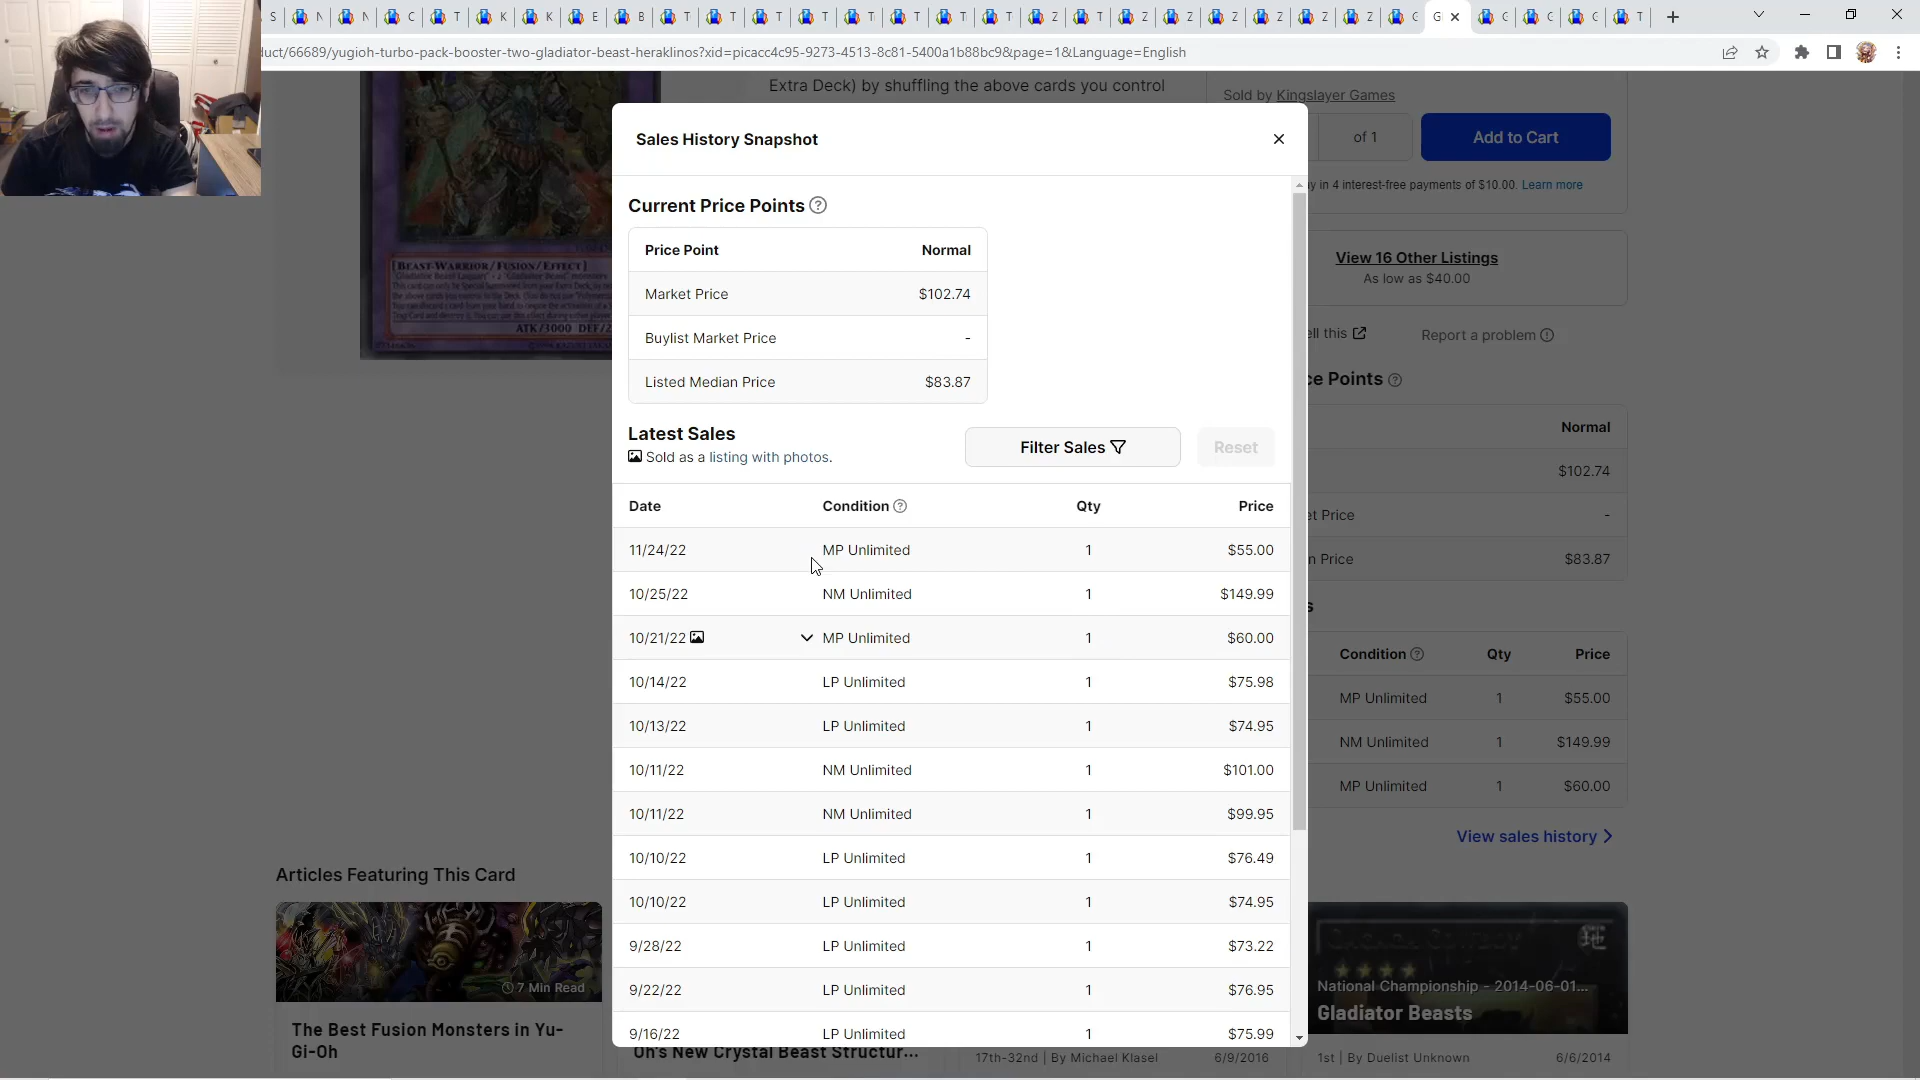 S N N C T K K E B T T T T T T T T Z T Z Z Z Z Z Z C G C C C T
duct/66689/yugioh-turbo-pack-booster-two-gladiator-beast-heraklinos?xid=picacc4c95-9273-4513-8c81-5400a1b88bc9&page=1&Language=English
Extra Deck) by shuffling the above cards you control
Sold by Kingslayer Games
of 1
Add to Cart
y in 4 interest-free payments of $10.00. Learn more
View 16 Other Listings
As low as $40.00
ell this
Report a problem
ce Points
Normal
$102.74
et Price -
n Price $83.87
s
Condition Qty Price
MP Unlimited 1 $55.00
NM Unlimited 1 $149.99
MP Unlimited 1 $60.00
View sales history
[BEAST-WARRIOR/FUSION/EFFECT]
ATK/3000 DEF/2
Sales History Snapshot
Current Price Points
Price Point Normal
Market Price $102.74
Buylist Market Price -
Listed Median Price $83.87
Latest Sales
Sold as a listing with photos.
Filter Sales
Reset
Date Condition Qty Price
11/24/22 MP Unlimited 1 $55.00
10/25/22 NM Unlimited 1 $149.99
10/21/22 MP Unlimited 1 $60.00
10/14/22 LP Unlimited 1 $75.98
10/13/22 LP Unlimited 1 $74.95
10/11/22 NM Unlimited 1 $101.00
10/11/22 NM Unlimited 1 $99.95
10/10/22 LP Unlimited 1 $76.49
10/10/22 LP Unlimited 1 $74.95
9/28/22 LP Unlimited 1 $73.22
9/22/22 LP Unlimited 1 $76.95
9/16/22 LP Unlimited 1 $75.99
Articles Featuring This Card
7 Min Read
The Best Fusion Monsters in Yu-
Gi-Oh
Oh's New Crystal Beast Structur...
17th-32nd | By Michael Klasel 6/9/2016
National Championship - 2014-06-01...
Gladiator Beasts
1st | By Duelist Unknown 6/6/2014